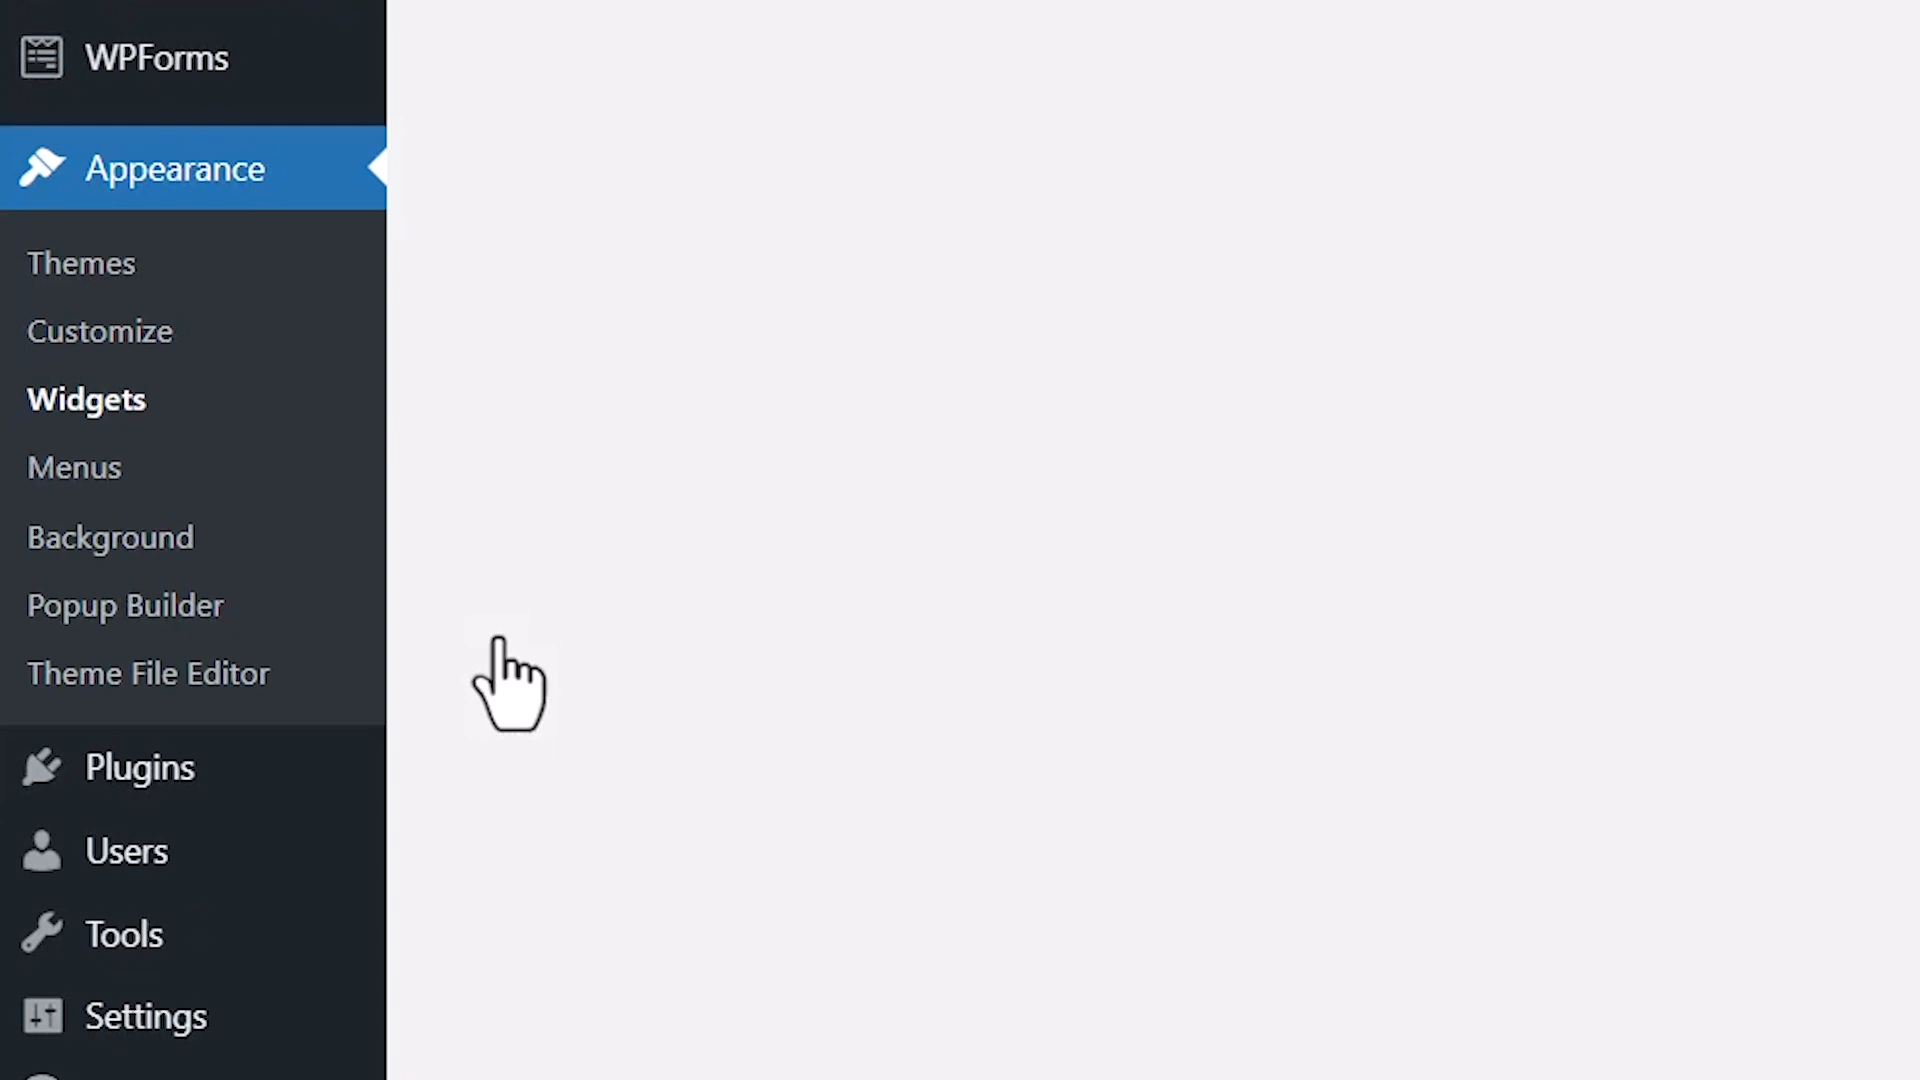 WPForms
Appearance
Themes
Customize
Widgets
Menus
Background
Popup Builder
Theme File Editor
Plugins
Users
Tools
Settings